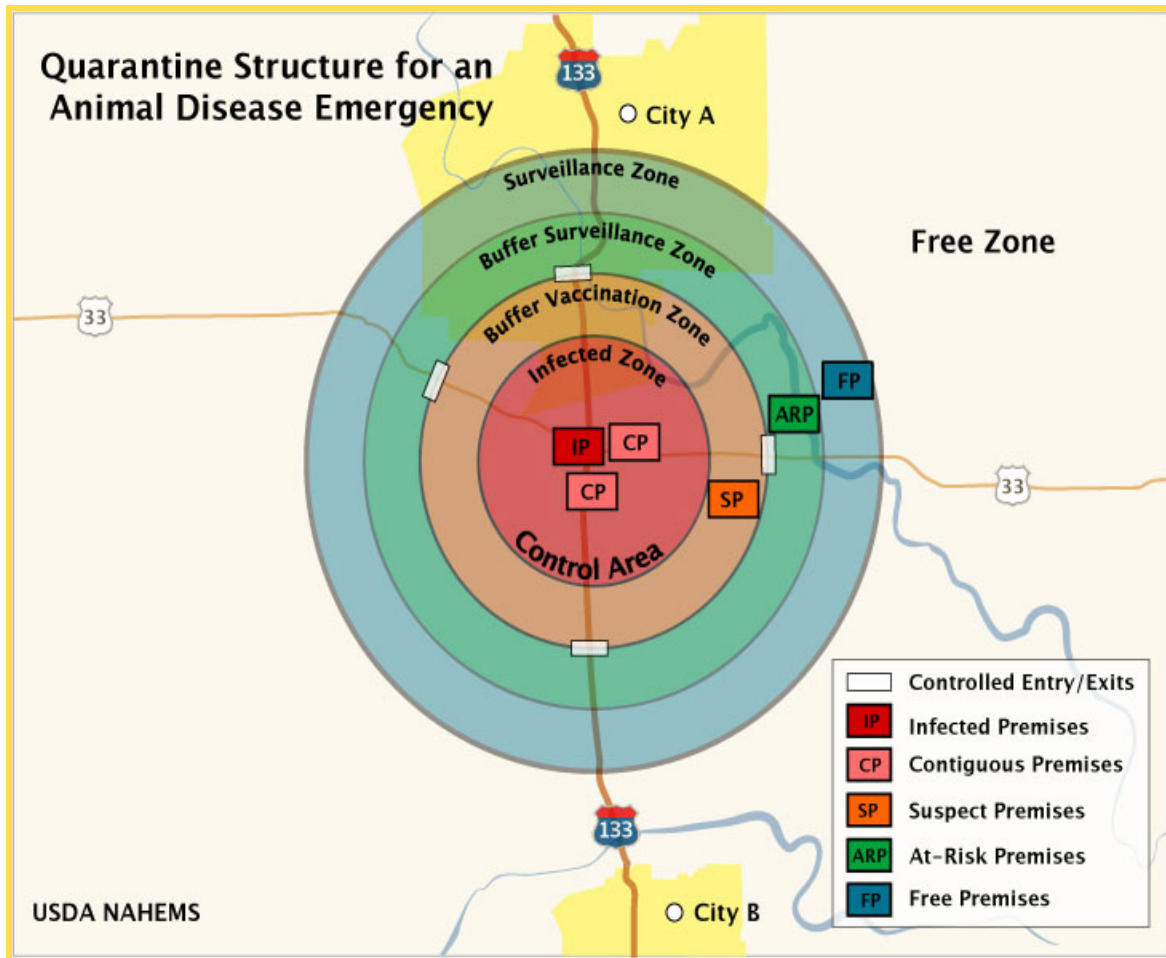 Quarantine Structure for an
Animal Disease Emergency
133
City A
Surveillance Zone
Buffer Surveillance Zone
Free Zone
Buffer Vaccination Zone
33
Infected Zone
FP
ARP
IP
CP
CP
SP
33
Control Area
Controlled Entry/Exits
IP Infected Premises
CP Contiguous Premises
SP Suspect Premises
133
ARP At-Risk Premises
FP Free Premises
USDA NAHEMS
City B